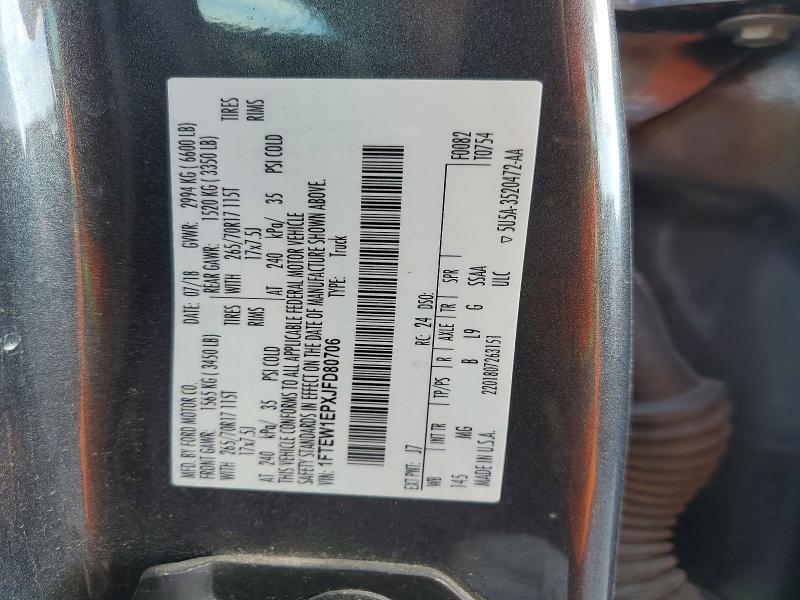 MFD. BY FORD MOTOR CO. DATE: 07/18 GVWR: 2994 KG ( 6600 LB)
FRONT GAWR: 1565 KG ( 3450 LB) REAR GAWR: 1520 KG ( 3350 LB)
WITH 265/70R17 115T TIRES WITH 265/70R17 115T TIRES
17x7.5J RIMS 17x7.5J RIMS
AT 240 kPa/ 35 PSI COLD AT 240 kPa/ 35 PSI COLD
THIS VEHICLE CONFORMS TO ALL APPLICABLE FEDERAL MOTOR VEHICLE
SAFETY STANDARDS IN EFFECT ON THE DATE OF MANUFACTURE SHOWN ABOVE.
VIN: 1FTEW1EPXJFD80706 TYPE: Truck
EXT PNT: J7 RC: 24 DSO: F00B2
WB INT TR TP/PS R AXLE TR SPR T0754
145 MG B L9 G SSAA
MADE IN U.S.A. 2201807263151 ULC ▽ 5U5A-3520472-AA